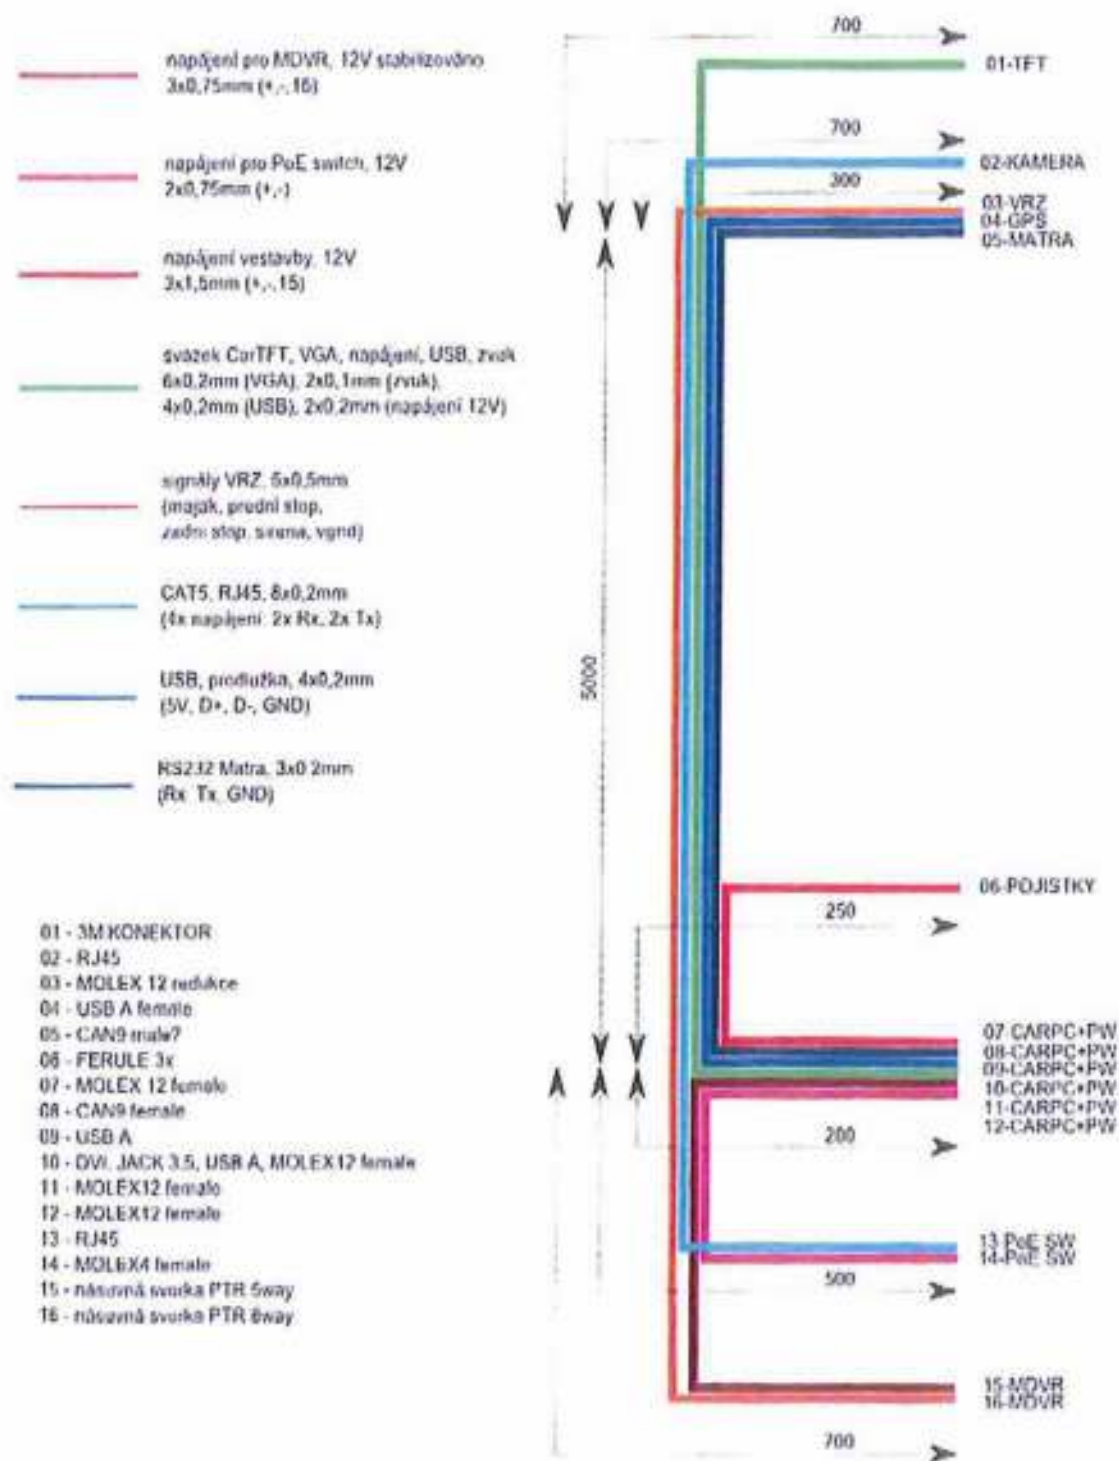 napájení pro MDVR, 12V stabilizováno
3x0,75mm (+,-,15)
napájení pro PoE switch, 12V
2x0,75mm (+,-)
napájení vestavby, 12V
3x1,5mm (+,-,15)
svazek CarTFT, VGA, napájení, USB, zvuk
6x0,2mm (VGA), 2x0,1mm (zvuk),
4x0,2mm (USB), 2x0,2mm (napájení 12V)
signály VRZ, 5x0,5mm
(maják, prední stop,
zadní stop, sirena, vgnd)
CAT5, RJ45, 8x0,2mm
(4x napájení, 2x Rx, 2x Tx)
USB, prodlužka, 4x0,2mm
(5V, D+, D-, GND)
RS232 Matra, 3x0,2mm
(Rx, Tx, GND)
01 - 3M KONEKTOR
02 - RJ45
03 - MOLEX 12 redukce
04 - USB A female
05 - CAN9 male?
06 - FERULE 3x
07 - MOLEX 12 female
08 - CAN9 female
09 - USB A
10 - DVI, JACK 3.5, USB A, MOLEX12 female
11 - MOLEX12 female
12 - MOLEX12 female
13 - RJ45
14 - MOLEX4 female
15 - násuvná svorka PTR 5way
16 - násuvná svorka PTR 8way
700
01-TFT
700
02-KAMERA
300
03-VRZ
04-GPS
05-MATRA
5000
06-POJISTKY
250
07-CARPC+PW
08-CARPC+PW
09-CARPC+PW
10-CARPC+PW
11-CARPC+PW
12-CARPC+PW
200
13-PoE SW
14-PoE SW
500
15-MDVR
16-MDVR
700